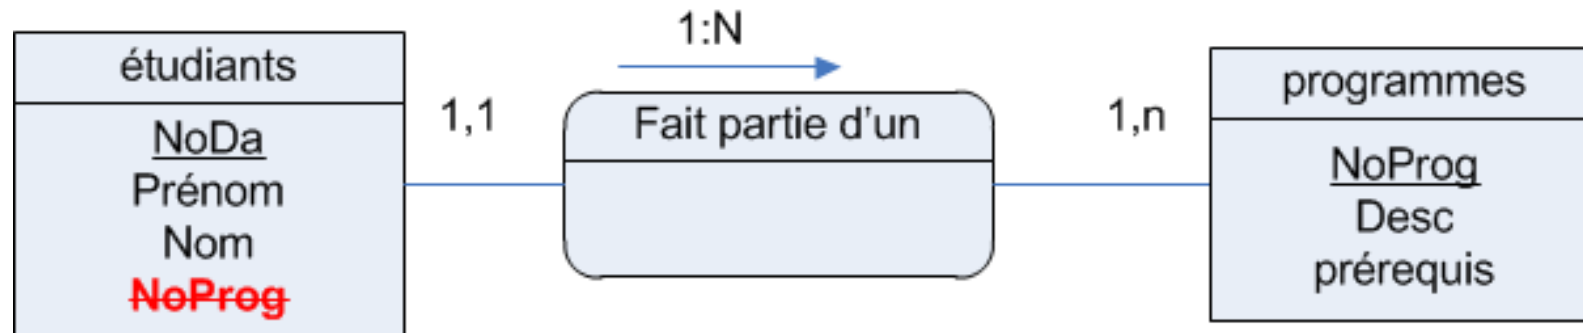 étudiants
NoDa
Prénom
Nom
NoProg
1,1
1:N
Fait partie d'un
1,n
programmes
NoProg
Desc
prérequis